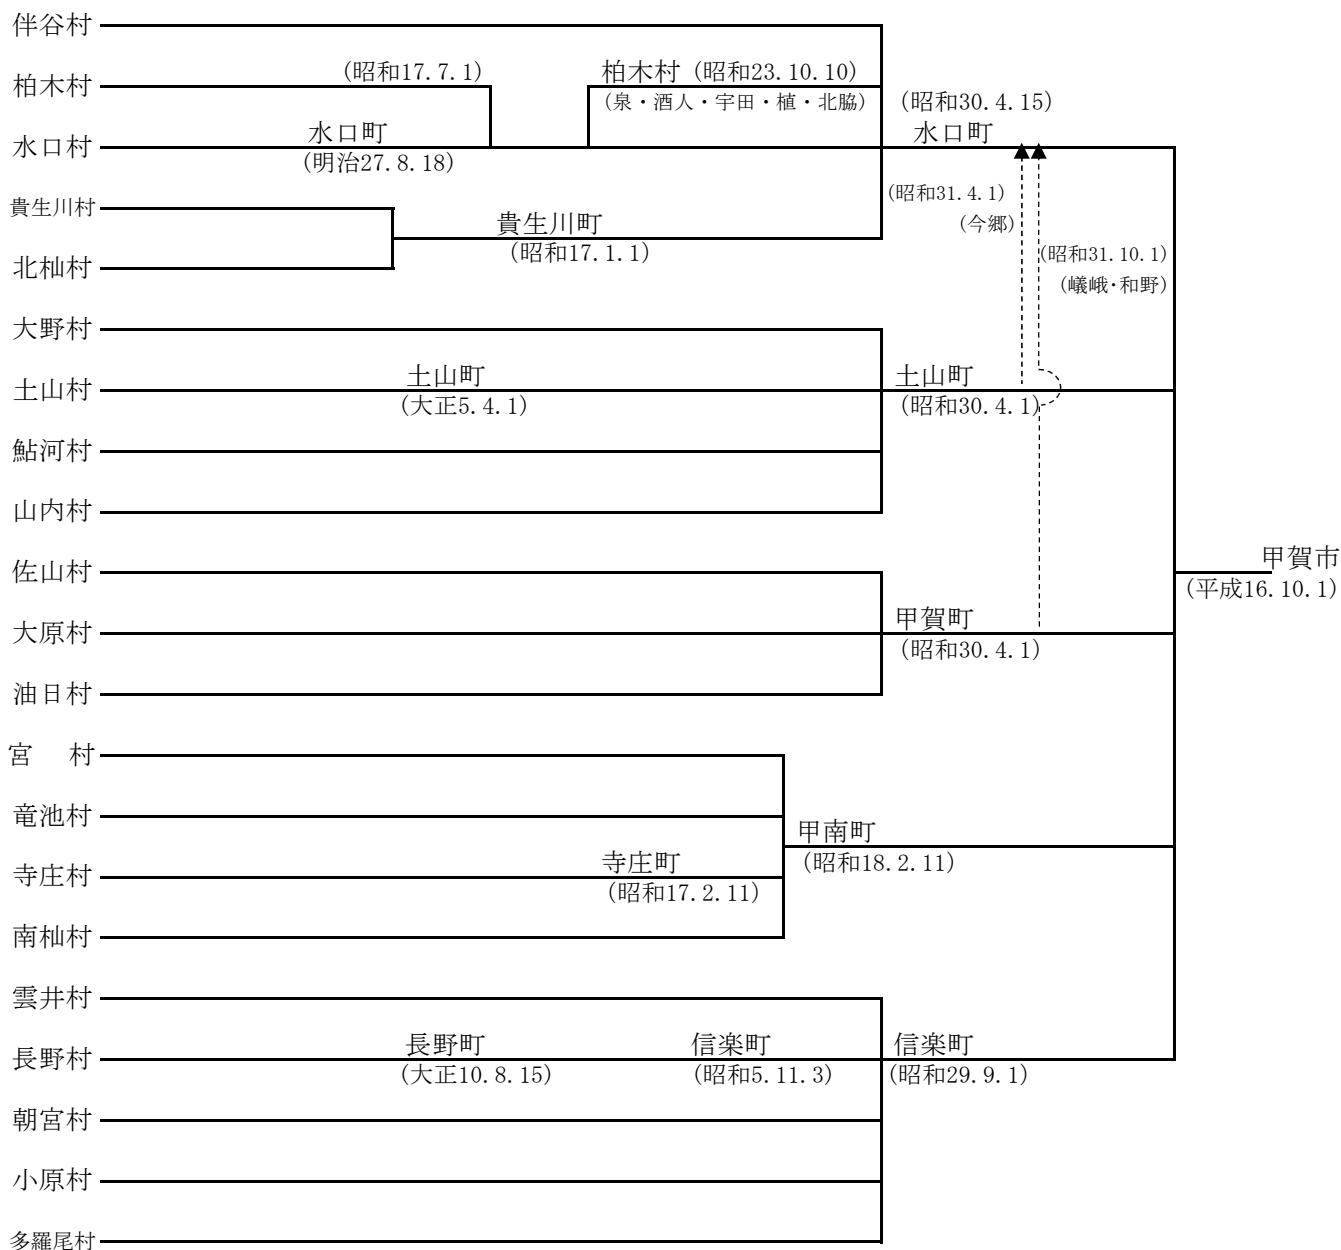 伴谷村
柏木村
(昭和17.7.1)
柏木村 (昭和23.10.10)
(泉・酒人・宇田・植・北脇)
(昭和30.4.15)
水口村
水口町
(明治27.8.18)
水口町
貴生川村
貴生川町
(昭和17.1.1)
(昭和31.4.1)
(今郷)
北杣村
(昭和31.10.1)
(嶬峨・和野)
大野村
土山村
土山町
(大正5.4.1)
土山町
(昭和30.4.1)
鮎河村
山内村
佐山村
甲賀市
(平成16.10.1)
大原村
甲賀町
(昭和30.4.1)
油日村
宮 村
竜池村
甲南町
(昭和18.2.11)
寺庄村
寺庄町
(昭和17.2.11)
南杣村
雲井村
長野村
長野町
(大正10.8.15)
信楽町
(昭和5.11.3)
信楽町
(昭和29.9.1)
朝宮村
小原村
多羅尾村